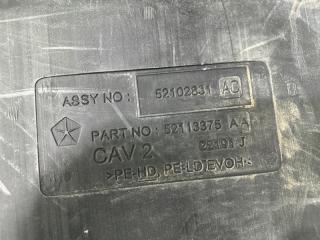 ASSY NO : 52102831 AC
PART NO : 52113375 AA
CAV 2
>PE-HD, PE-LD/EVOH<